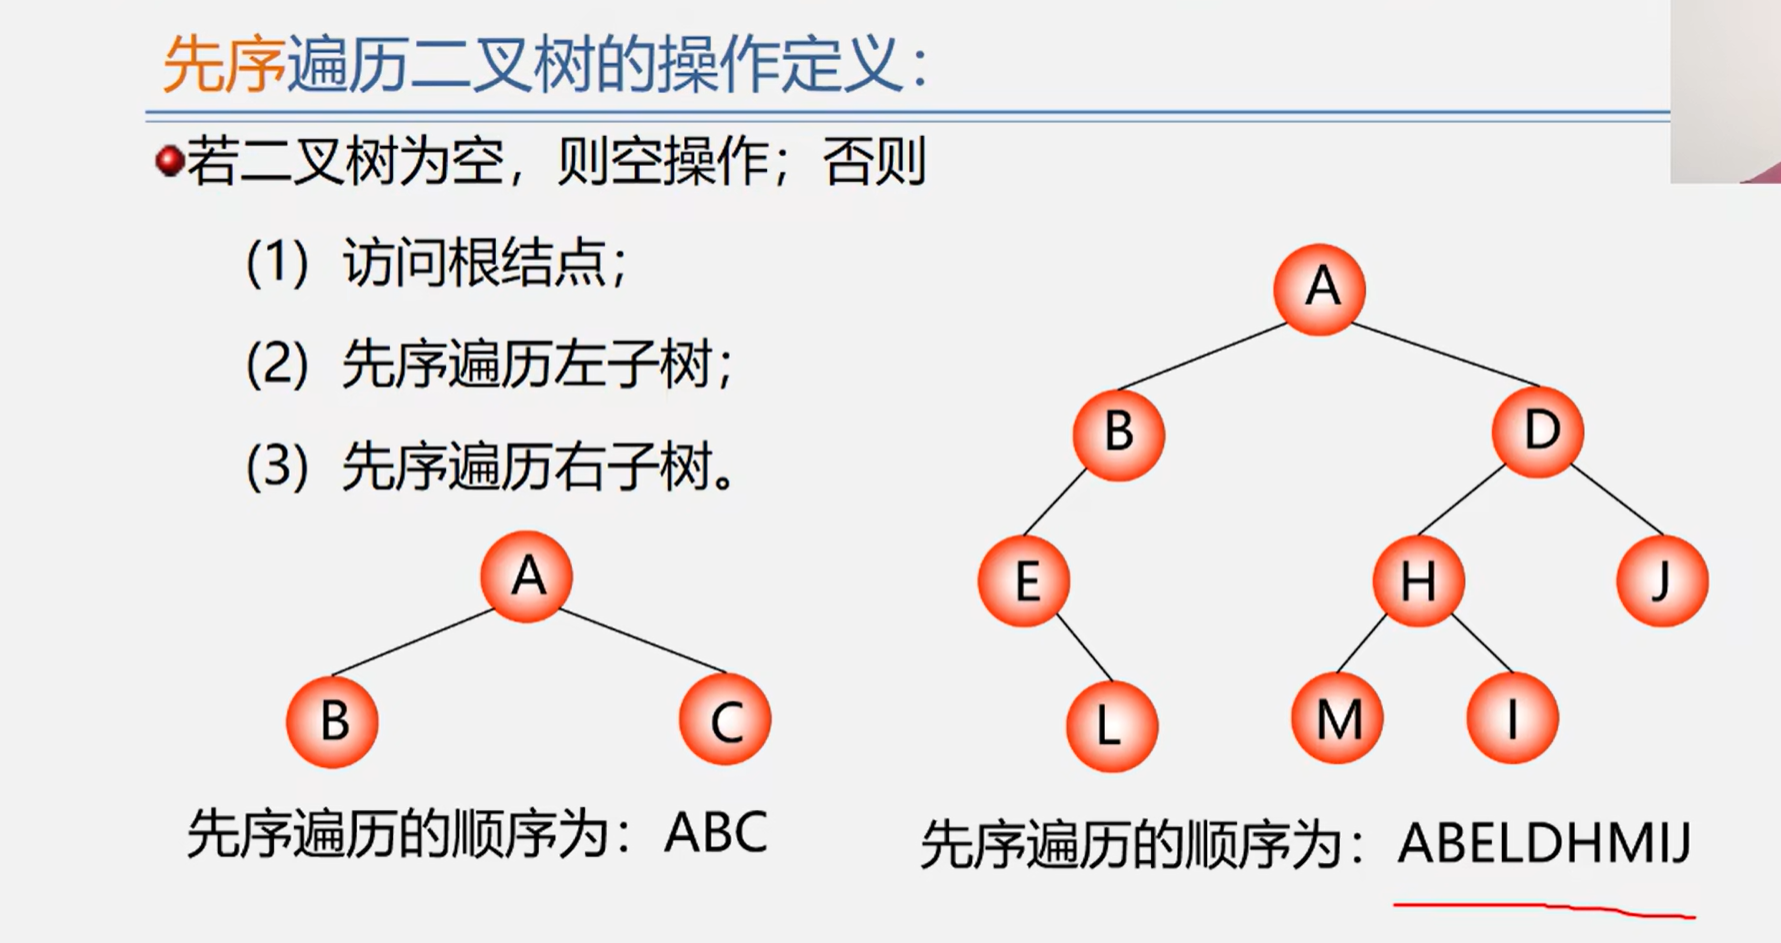 先序遍历二叉树的操作定义：
若二叉树为空，则空操作；否则
(1) 访问根结点；
(2) 先序遍历左子树；
(3) 先序遍历右子树。
A
B C
先序遍历的顺序为：ABC
A
B D
E H J
L M I
先序遍历的顺序为：ABELDHMIJ